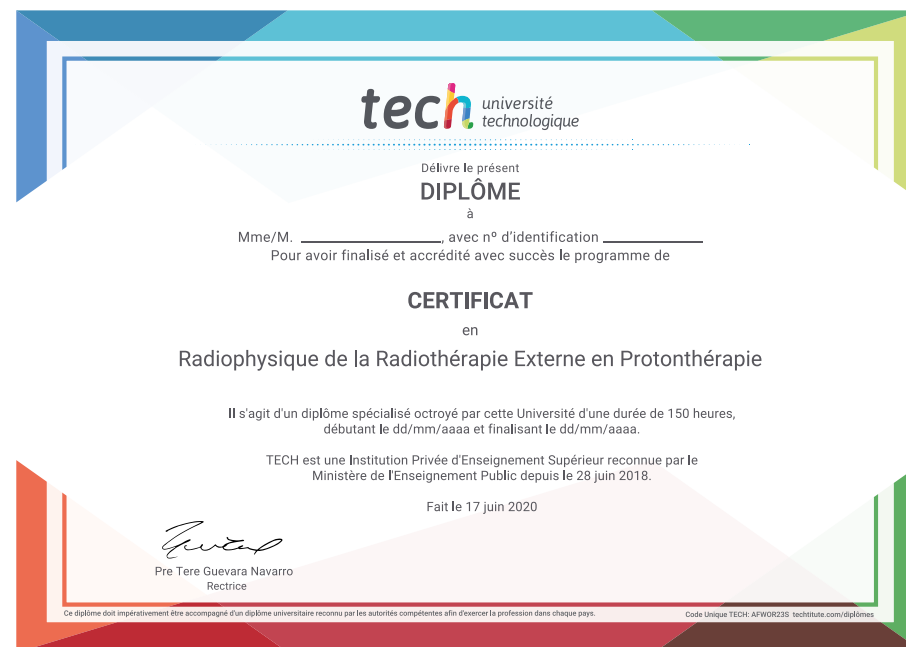 tech université
technologique
Délivre le présent
DIPLÔME
à
Mme/M. ____________________, avec nº d'identification ______________
Pour avoir finalisé et accrédité avec succès le programme de
CERTIFICAT
en
Radiophysique de la Radiothérapie Externe en Protonthérapie
Il s'agit d'un diplôme spécialisé octroyé par cette Université d'une durée de 150 heures,
débutant le dd/mm/aaaa et finalisant le dd/mm/aaaa.
TECH est une Institution Privée d'Enseignement Supérieur reconnue par le
Ministère de l'Enseignement Public depuis le 28 juin 2018.
Fait le 17 juin 2020
Pre Tere Guevara Navarro
Rectrice
Ce diplôme doit impérativement être accompagné d'un diplôme universitaire reconnu par les autorités compétentes afin d'exercer la profession dans chaque pays.
Code Unique TECH: AFWOR23S techtitute.com/diplômes